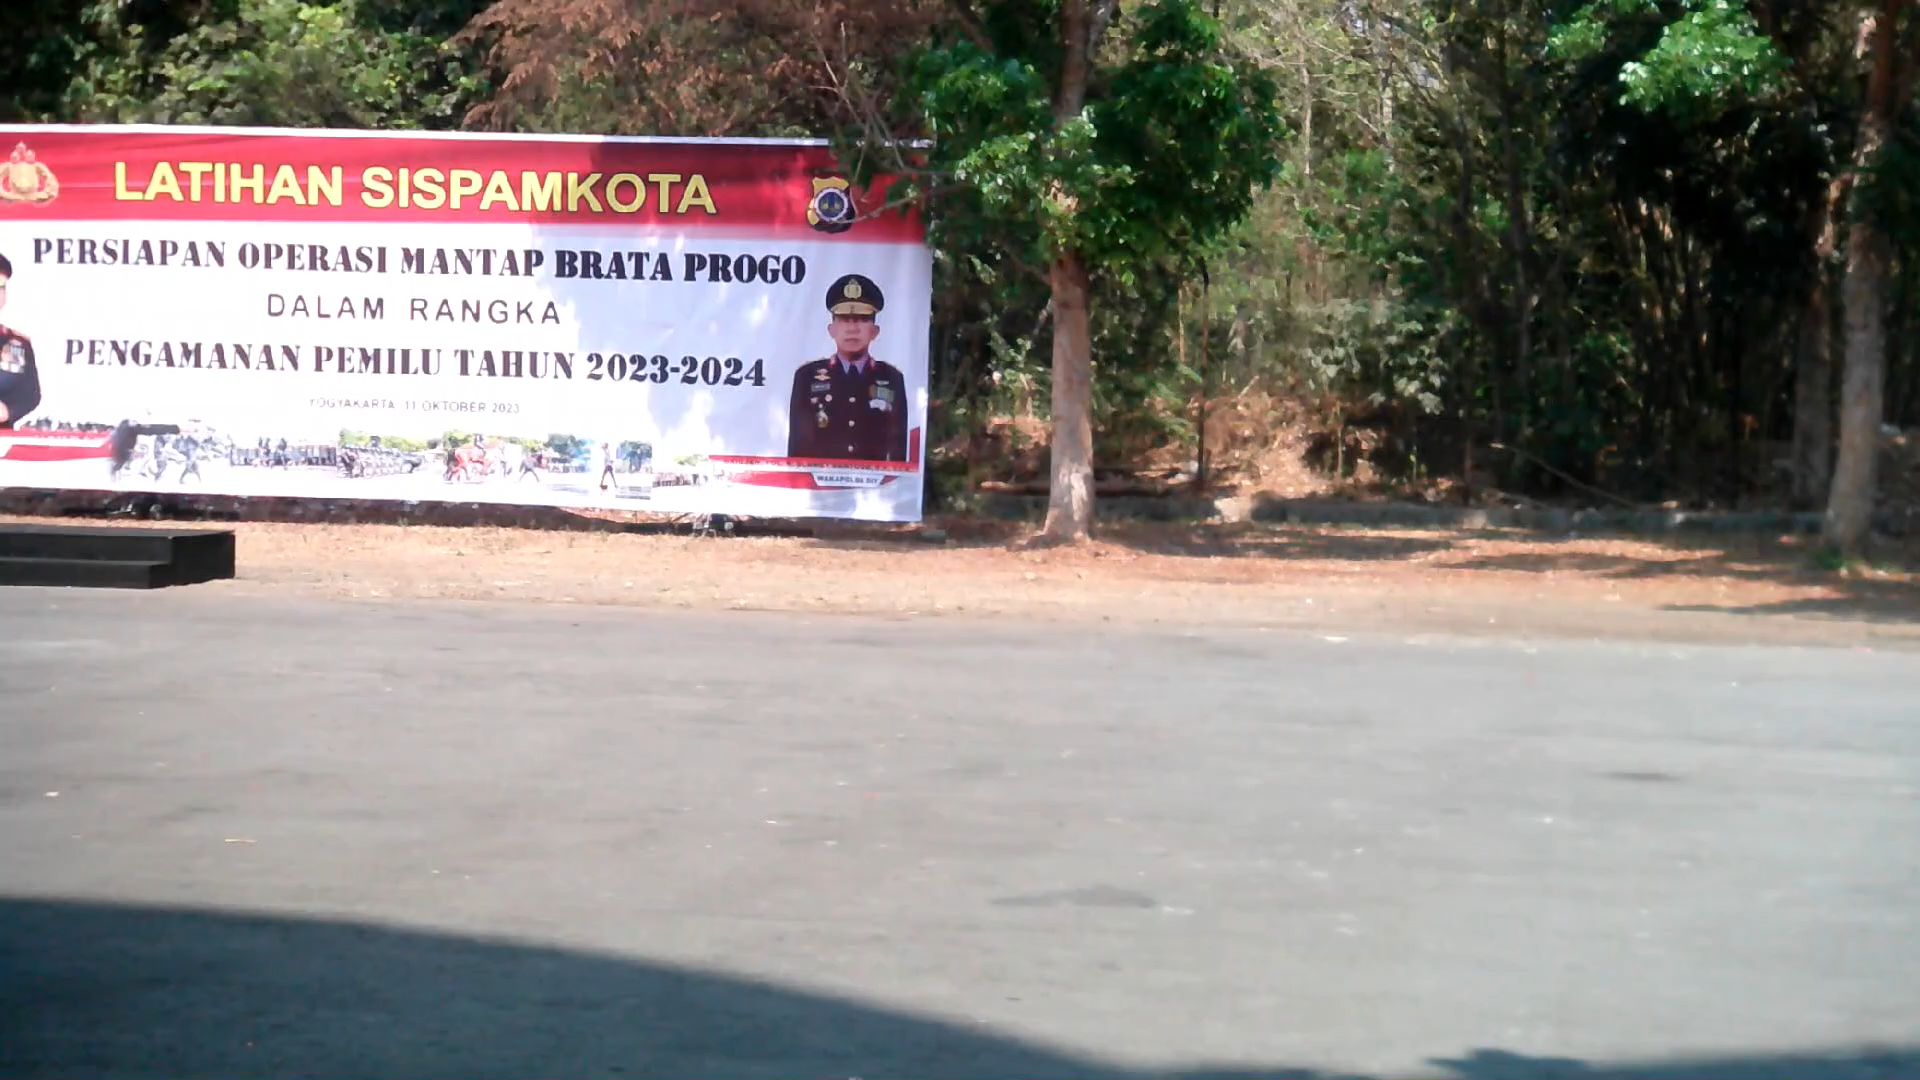 LATIHAN SISPAMKOTA
PERSIAPAN OPERASI MANTAP BRATA PROGO
DALAM RANGKA
PENGAMANAN PEMILU TAHUN 2023-2024
YOGYAKARTA 11 OKTOBER 2023
WAKAPOLDA DIY